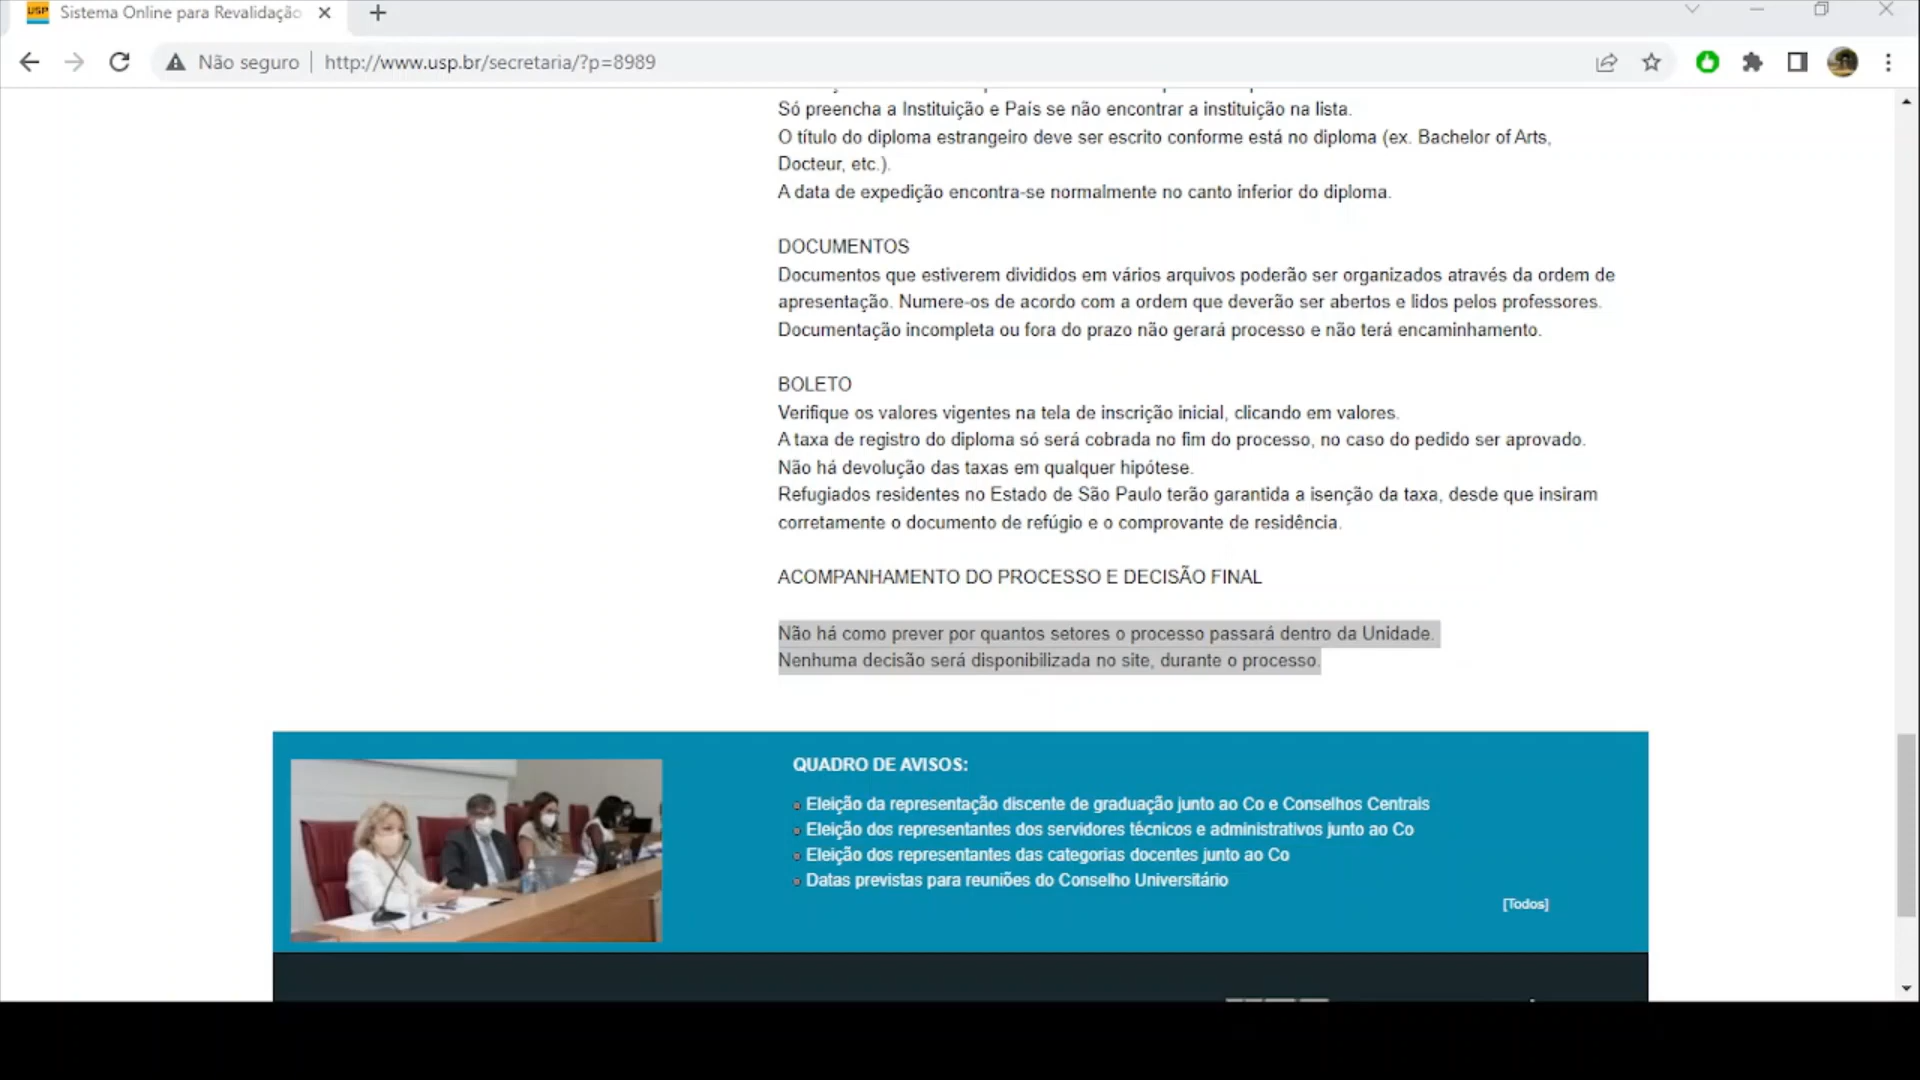 USP Sistema Online para Revalidação
Não seguro http://www.usp.br/secretaria/?p=8989
Só preencha a Instituição e País se não encontrar a instituição na lista.
O título do diploma estrangeiro deve ser escrito conforme está no diploma (ex. Bachelor of Arts,
Docteur, etc.).
A data de expedição encontra-se normalmente no canto inferior do diploma.
DOCUMENTOS
Documentos que estiverem divididos em vários arquivos poderão ser organizados através da ordem de
apresentação. Numere-os de acordo com a ordem que deverão ser abertos e lidos pelos professores.
Documentação incompleta ou fora do prazo não gerará processo e não terá encaminhamento.
BOLETO
Verifique os valores vigentes na tela de inscrição inicial, clicando em valores.
A taxa de registro do diploma só será cobrada no fim do processo, no caso do pedido ser aprovado.
Não há devolução das taxas em qualquer hipótese.
Refugiados residentes no Estado de São Paulo terão garantida a isenção da taxa, desde que insiram
corretamente o documento de refúgio e o comprovante de residência.
ACOMPANHAMENTO DO PROCESSO E DECISÃO FINAL
Não há como prever por quantos setores o processo passará dentro da Unidade.
Nenhuma decisão será disponibilizada no site, durante o processo.
QUADRO DE AVISOS:
Eleição da representação discente de graduação junto ao Co e Conselhos Centrais
Eleição dos representantes dos servidores técnicos e administrativos junto ao Co
Eleição dos representantes das categorias docentes junto ao Co
Datas previstas para reuniões do Conselho Universitário
[Todos]